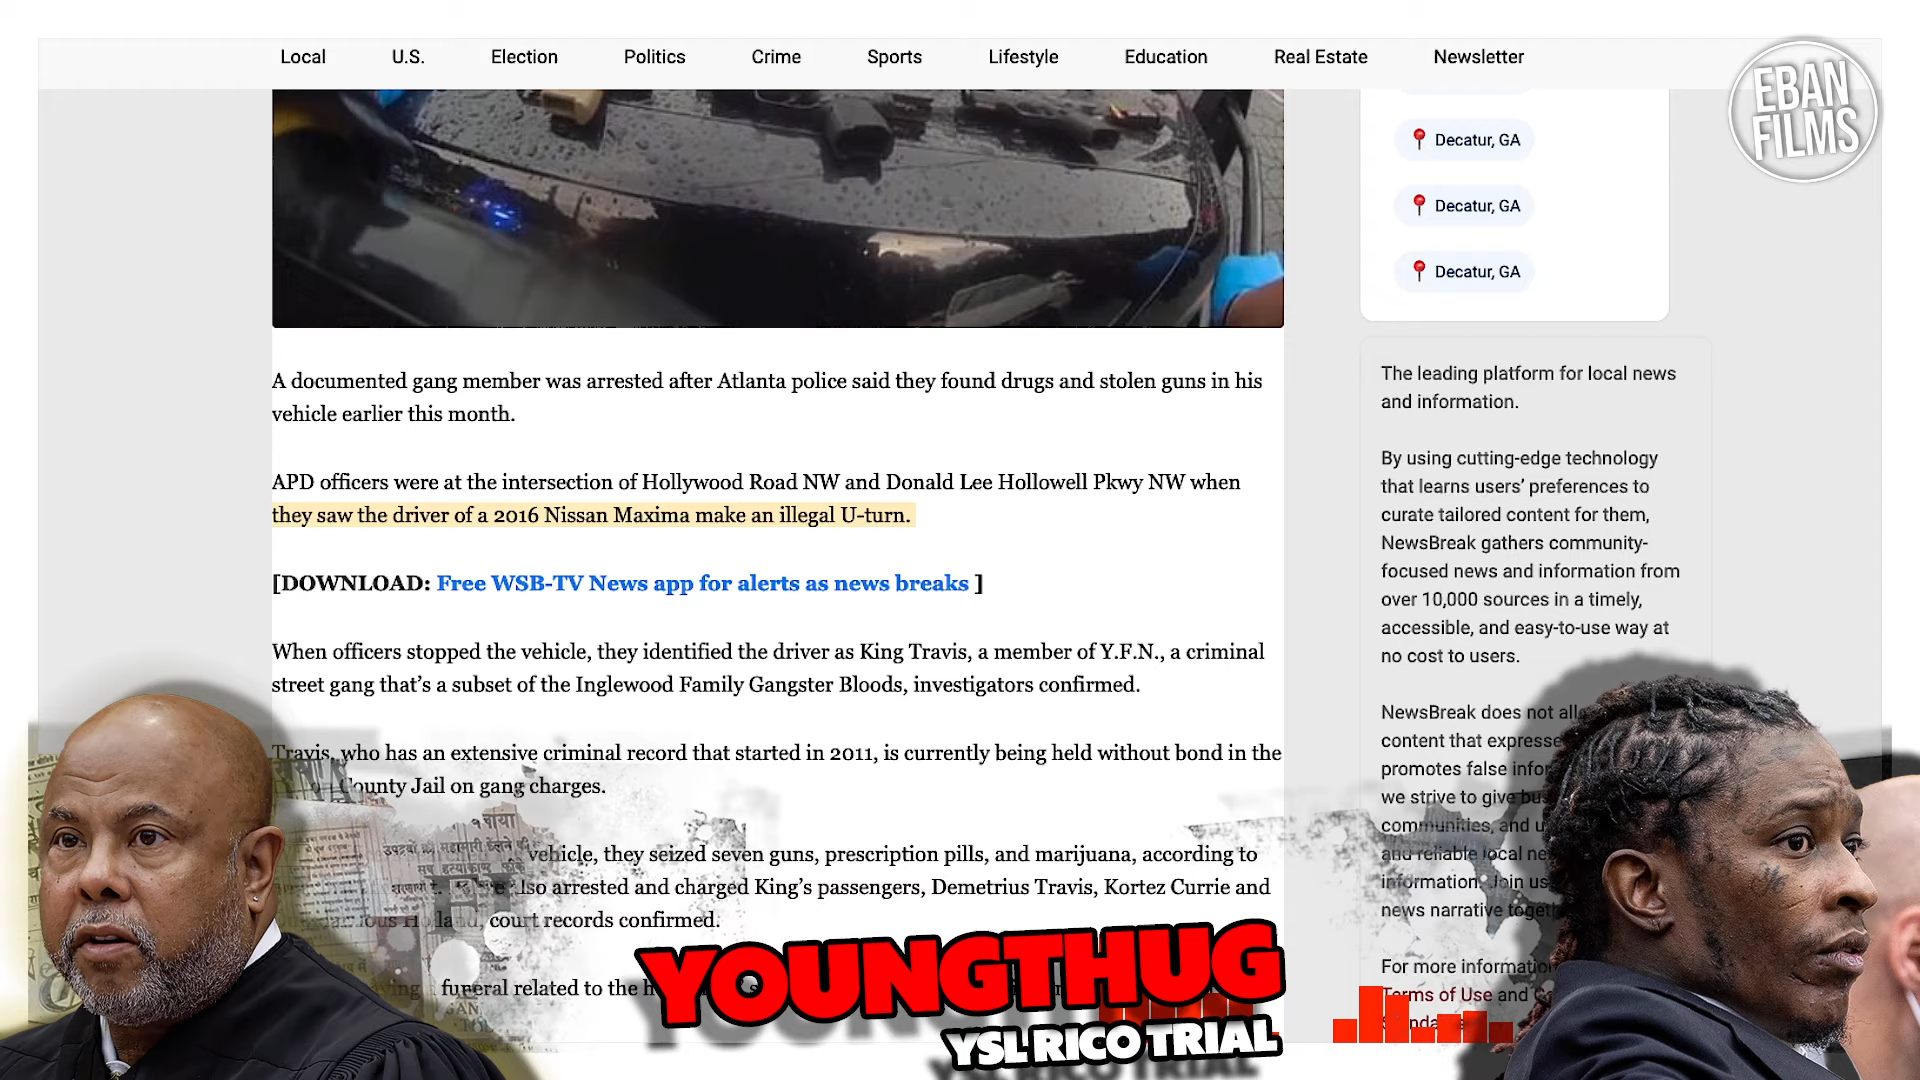 Local U.S. Election Politics Crime Sports Lifestyle Education Real Estate Newsletter
EBAN
FILMS
Decatur, GA
Decatur, GA
Decatur, GA
A documented gang member was arrested after Atlanta police said they found drugs and stolen guns in his
vehicle earlier this month.
APD officers were at the intersection of Hollywood Road NW and Donald Lee Hollowell Pkwy NW when
they saw the driver of a 2016 Nissan Maxima make an illegal U-turn.
[DOWNLOAD: Free WSB-TV News app for alerts as news breaks ]
When officers stopped the vehicle, they identified the driver as King Travis, a member of Y.F.N., a criminal
street gang that's a subset of the Inglewood Family Gangster Bloods, investigators confirmed.
Travis, who has an extensive criminal record that started in 2011, is currently being held without bond in the
County Jail on gang charges.
vehicle, they seized seven guns, prescription pills, and marijuana, according to
also arrested and charged King's passengers, Demetrius Travis, Kortez Currie and
court records confirmed.
funeral related to the
The leading platform for local news
and information.
By using cutting-edge technology
that learns users' preferences to
curate tailored content for them,
NewsBreak gathers community-
focused news and information from
over 10,000 sources in a timely,
accessible, and easy-to-use way at
no cost to users.
NewsBreak does not
content that
promotes false
we strive to give
communities, and
and reliable local
information. Join us
news narrative
For more information
Terms of Use and
YOUNGTHUG
YSL RICO TRIAL